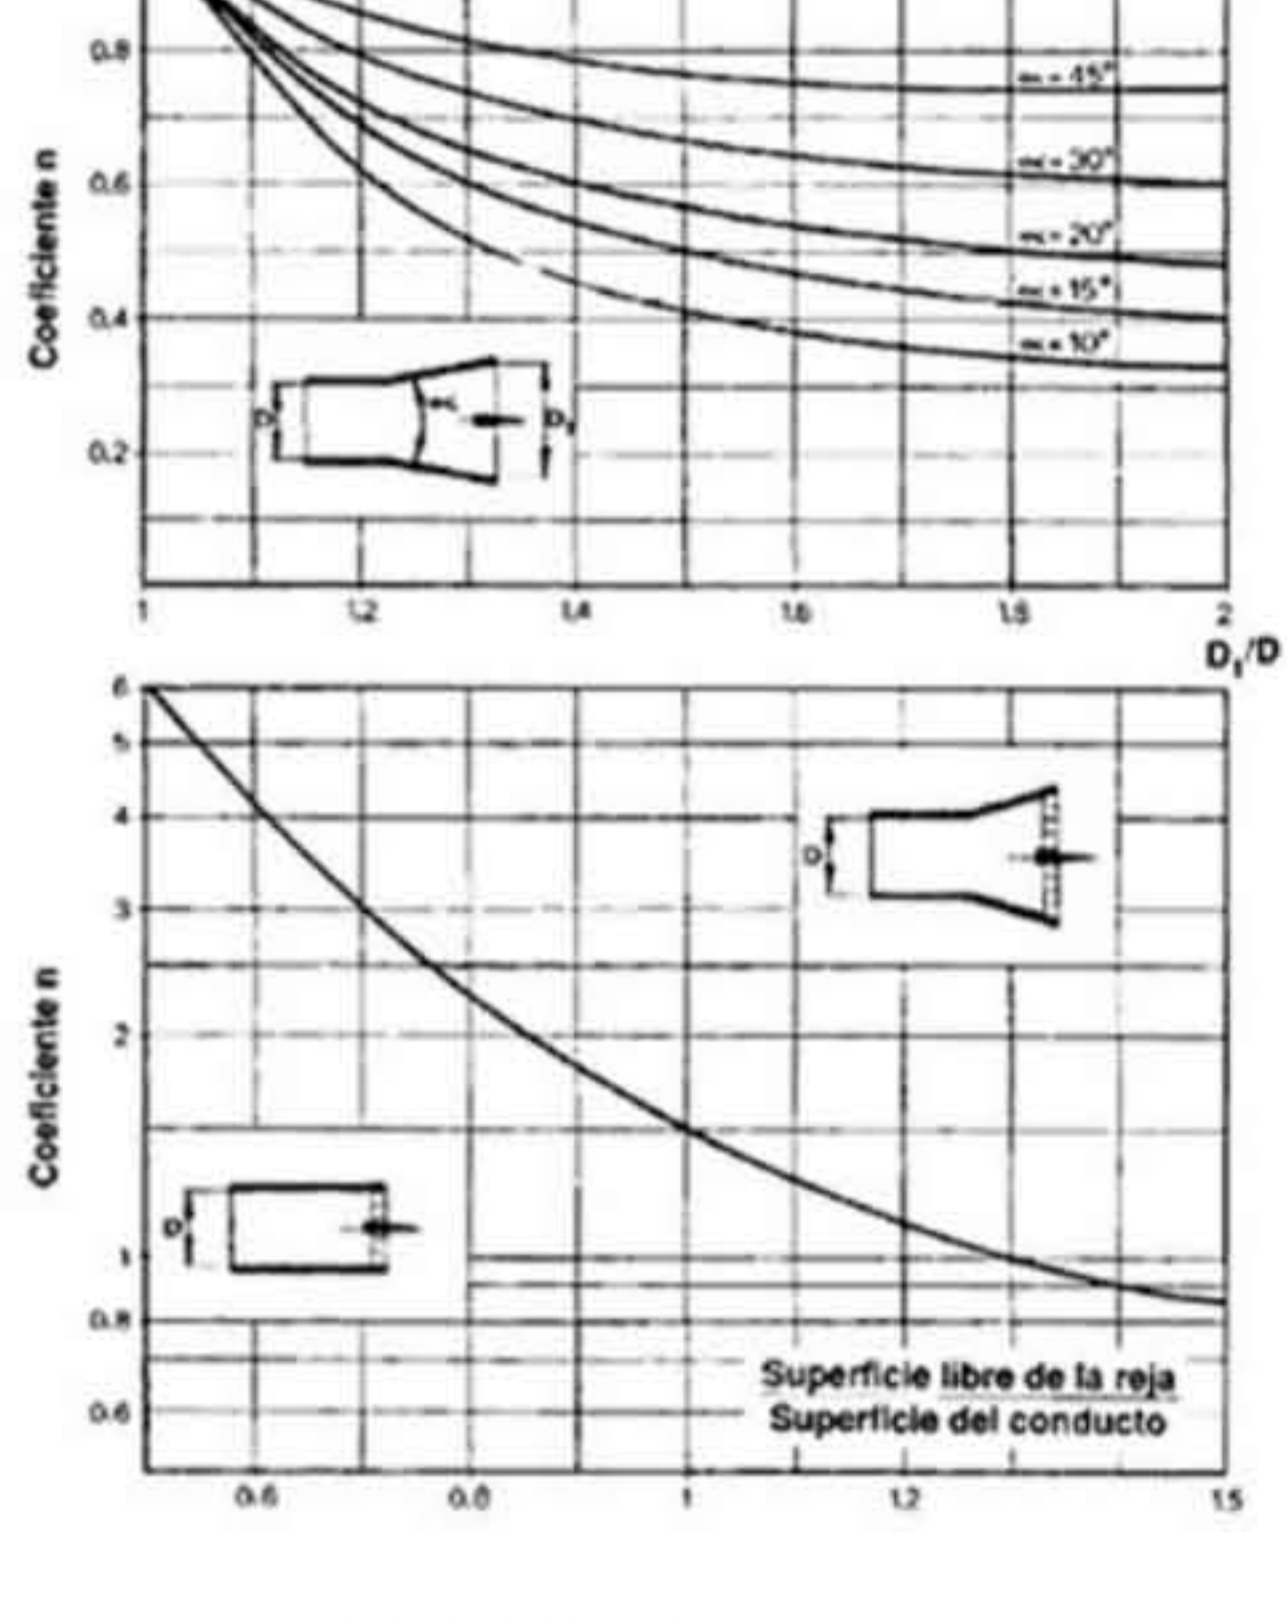 0.8
0.6
0.4
0.2
Coeficiente n
∝ = 45°
∝ = 30°
∝ = 20°
∝ = 15°
∝ = 10°
D
∝
D₁
1
1.2
1.4
1.6
1.8
2
D₁/D
6
5
4
3
2
1
0.8
0.6
Coeficiente n
D
D
Superficie libre de la reja
Superficie del conducto
0.6
0.8
1
1.2
1.5